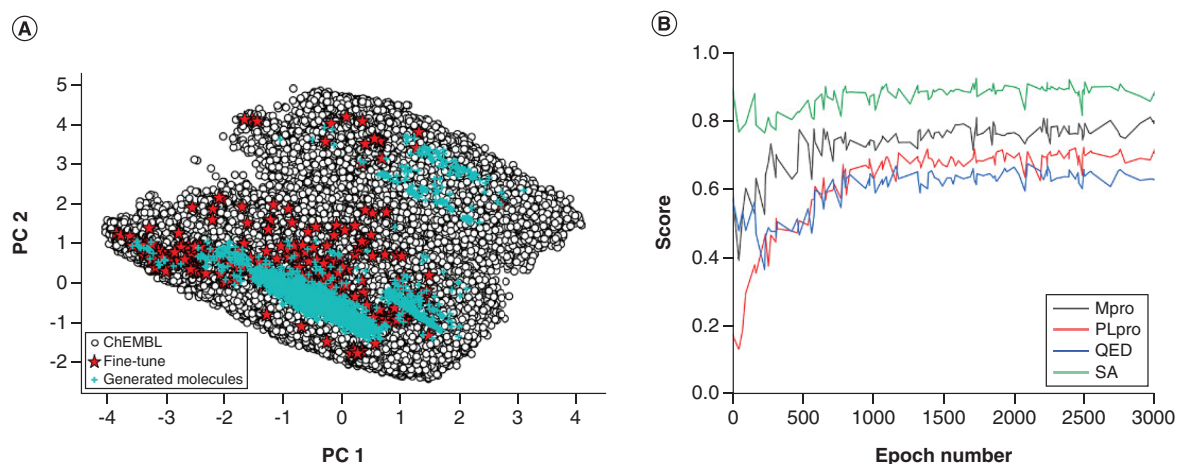 A
PC 2
5
4
3
2
1
0
-1
-2
ChEMBL
Fine-tune
Generated molecules
-4
-3
-2
-1
0
1
2
3
4
PC 1
B
Score
1.0
0.8
0.6
0.4
0.2
0.0
Mpro
PLpro
QED
SA
0
500
1000
1500
2000
2500
3000
Epoch number